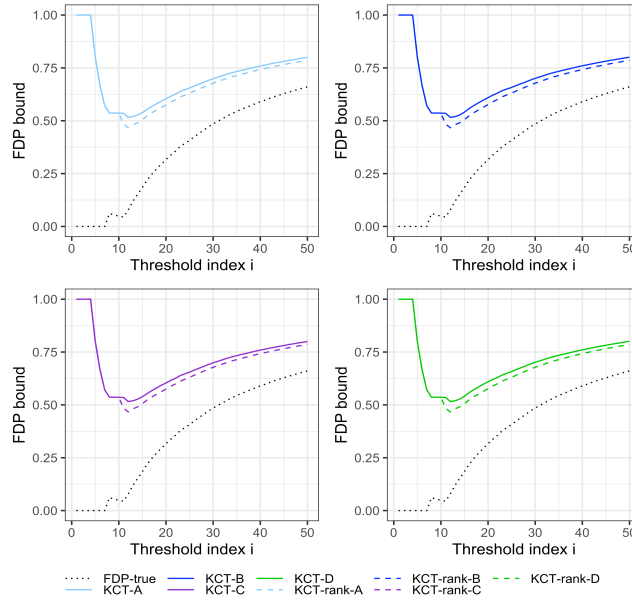 1.00
0.75
0.50
0.25
0.00
FDP bound
0 10 20 30 40 50
Threshold index i
1.00
0.75
0.50
0.25
0.00
FDP bound
0 10 20 30 40 50
Threshold index i
1.00
0.75
0.50
0.25
0.00
FDP bound
0 10 20 30 40 50
Threshold index i
1.00
0.75
0.50
0.25
0.00
FDP bound
0 10 20 30 40 50
Threshold index i
FDP-true KCT-B KCT-D KCT-rank-B KCT-rank-D
KCT-A KCT-C KCT-rank-A KCT-rank-C